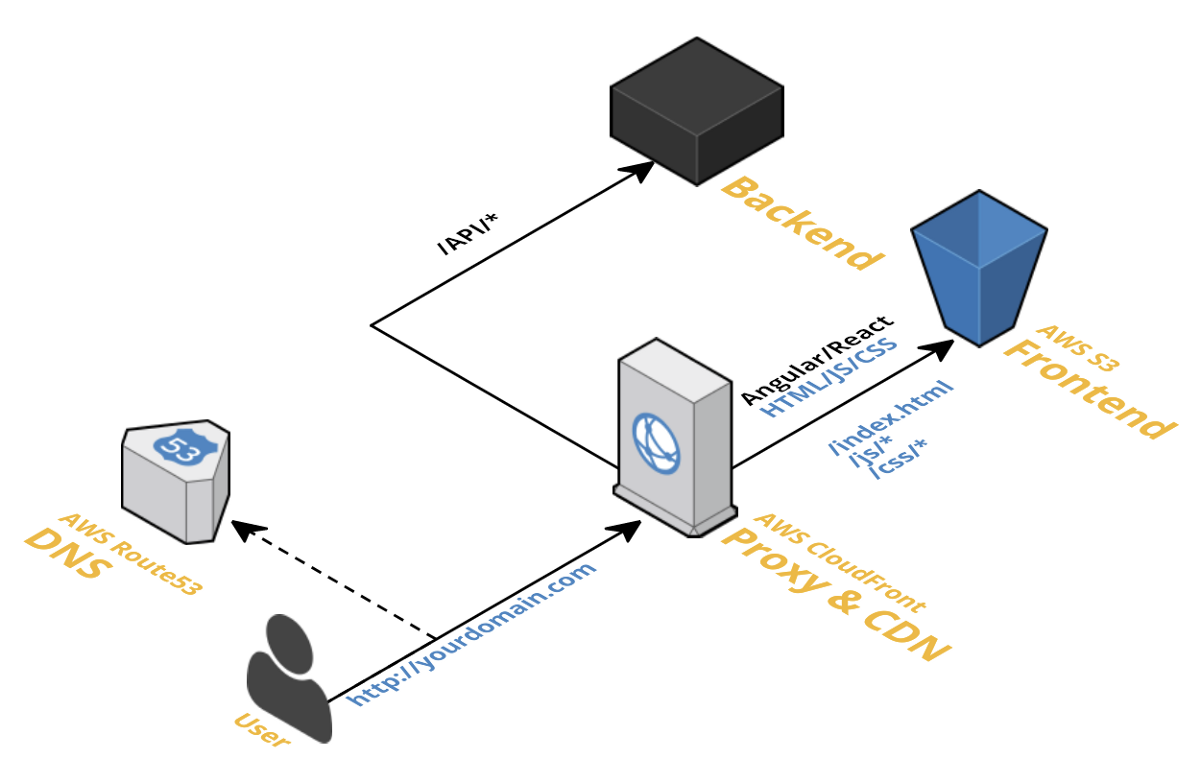 /API/*
Backend
Angular/React
HTML/JS/CSS
AWS S3
Frontend
/index.html
/js/*
/css/*
53
AWS Route53
DNS
AWS CloudFront
Proxy & CDN
http://yourdomain.com
User